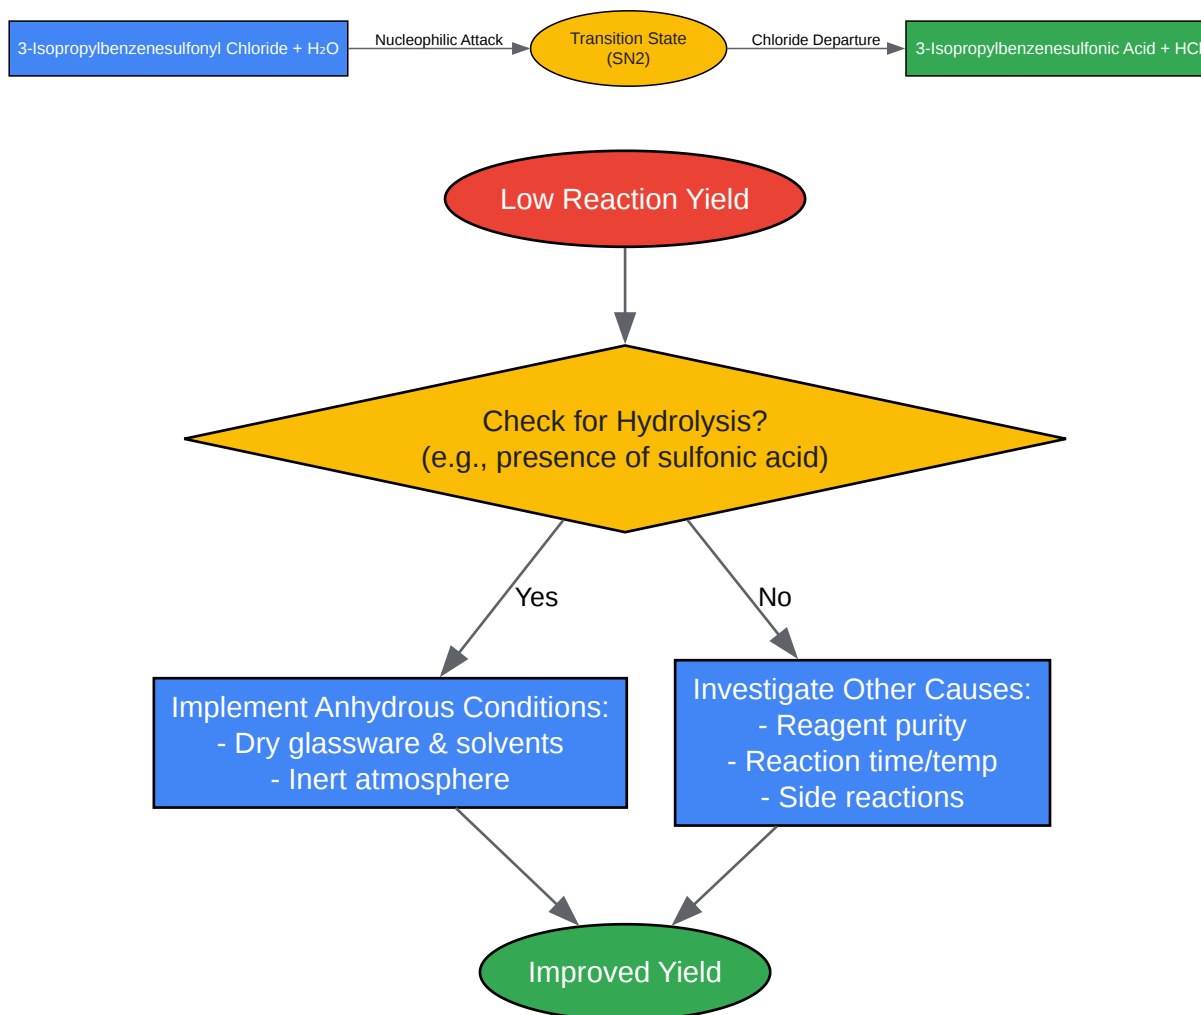 3-Isopropylbenzenesulfonyl Chloride + H₂O
Nucleophilic Attack
Transition State
(SN2)
Chloride Departure
3-Isopropylbenzenesulfonic Acid + HCl
Low Reaction Yield
Check for Hydrolysis?
(e.g., presence of sulfonic acid)
Yes
No
Implement Anhydrous Conditions:
- Dry glassware & solvents
- Inert atmosphere
Investigate Other Causes:
- Reagent purity
- Reaction time/temp
- Side reactions
Improved Yield